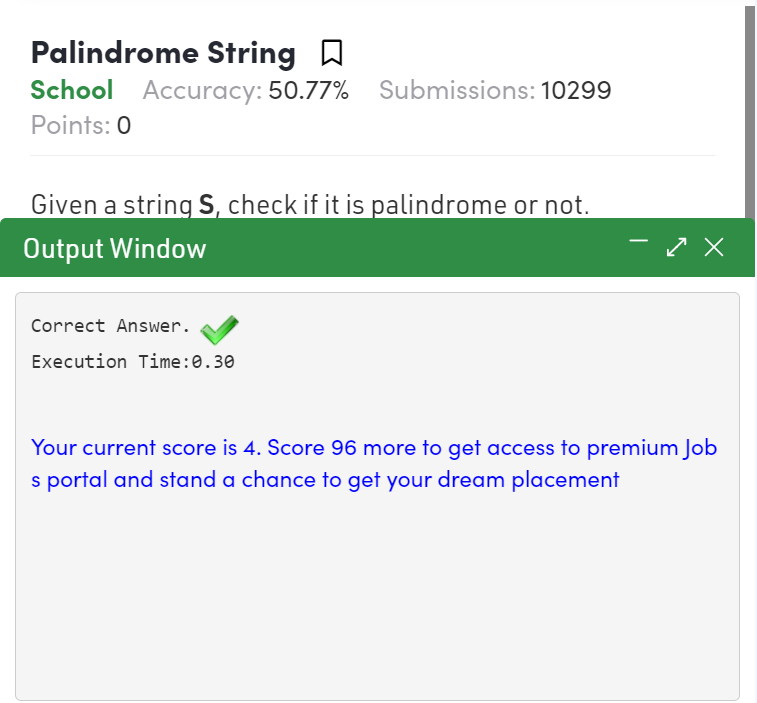 Palindrome String
School Accuracy: 50.77% Submissions: 10299
Points: 0
Given a string S, check if it is palindrome or not.
Output Window
Correct Answer.
Execution Time:0.30
Your current score is 4. Score 96 more to get access to premium Job
s portal and stand a chance to get your dream placement